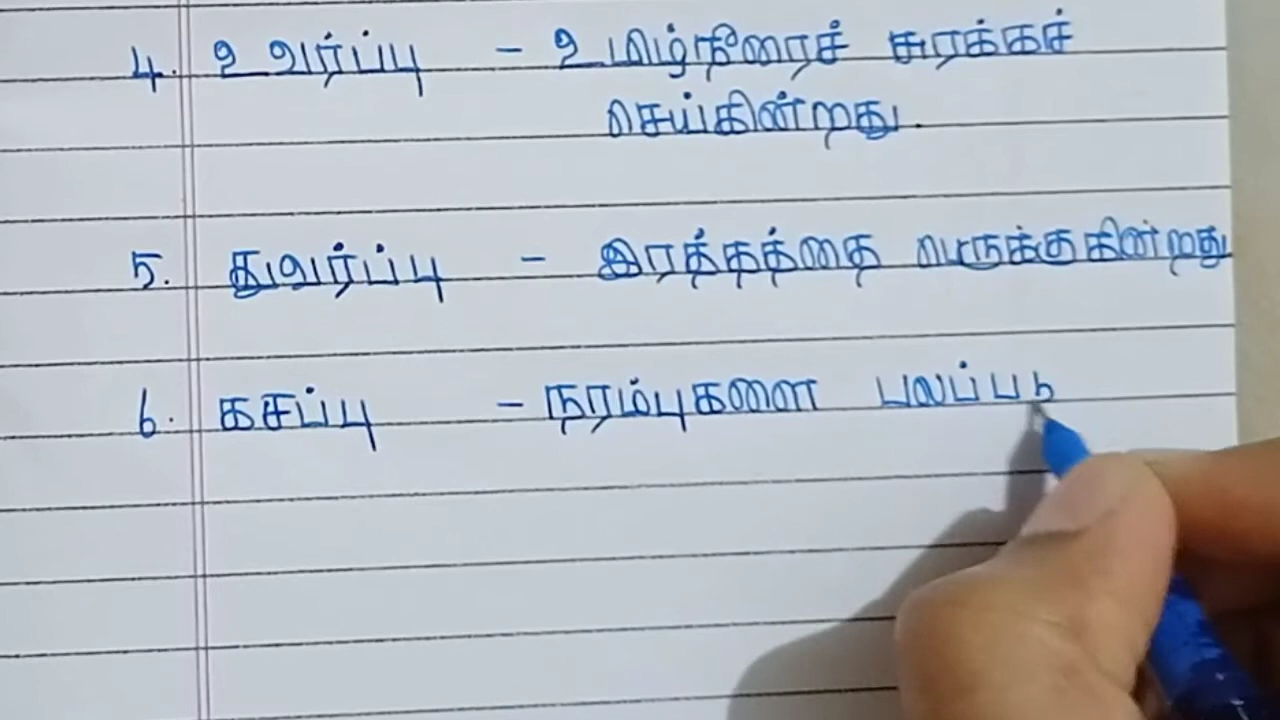 4. உவர்ப்பு - உமிழ்நீரைச் சுரக்கச்
செய்கின்றது.
5. துவர்ப்பு - இரத்தத்தை பெருக்குகின்றது
6. கசப்பு - நரம்புகளை பலப்ப